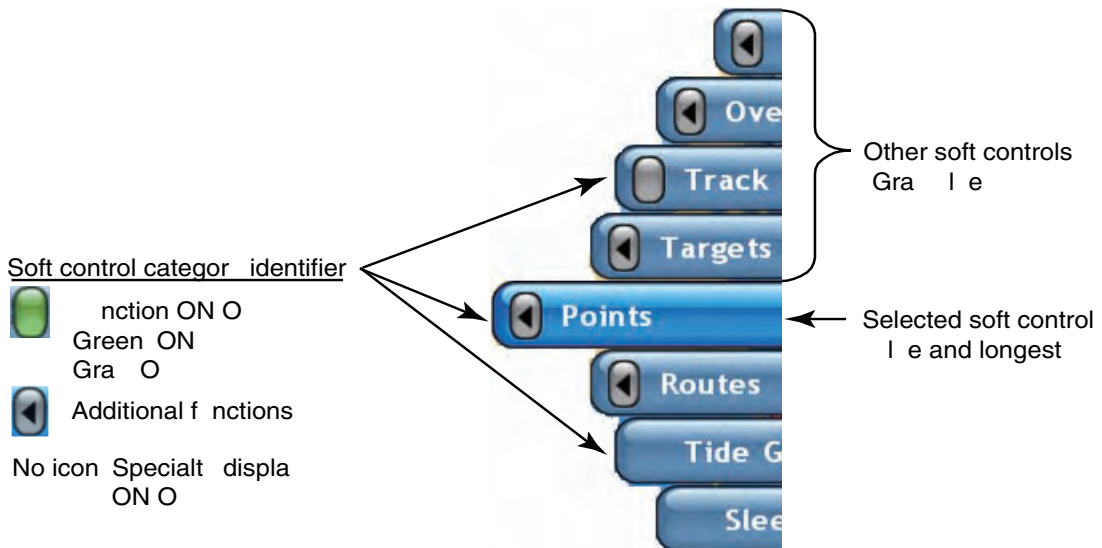 Ove
Track
Targets
Points
Routes
Tide G
Slee
Other soft controls
Gra l e
Selected soft control
l e and longest
Soft control categor identifier
nction ON O
Green ON
Gra O
Additional f nctions
No icon Specialt displa
ON O